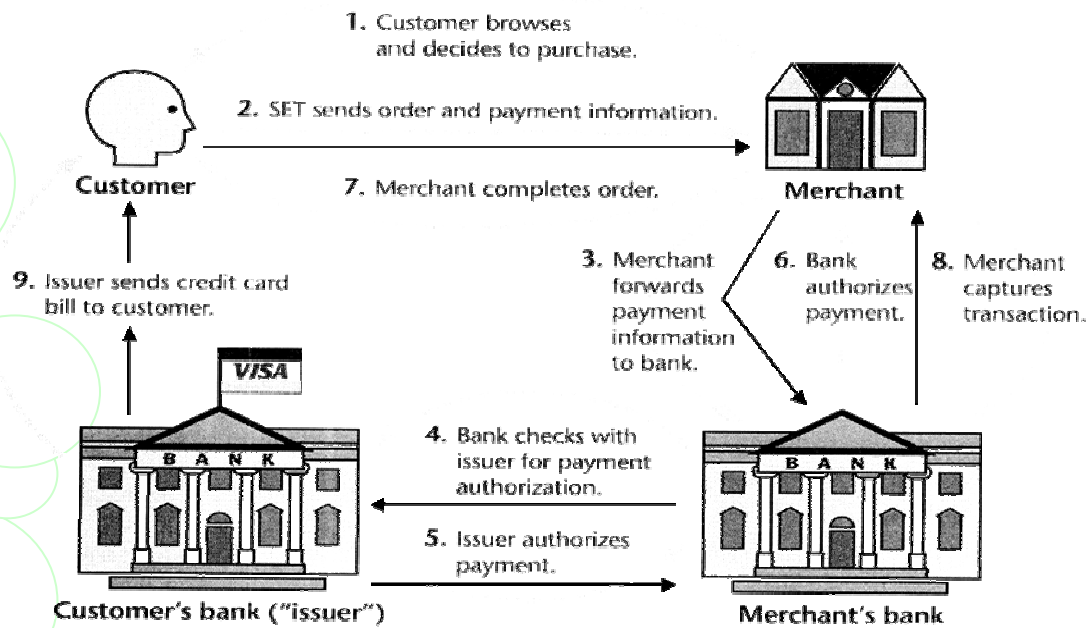 1. Customer browses
and decides to purchase.
2. SET sends order and payment information.
Customer
7. Merchant completes order.
Merchant
3. Merchant
forwards
payment
information
to bank.
6. Bank
authorizes
payment.
8. Merchant
captures
transaction.
9. Issuer sends credit card
bill to customer.
VISA
BANK
4. Bank checks with
issuer for payment
authorization.
BANK
5. Issuer authorizes
payment.
Customer's bank ("issuer")
Merchant's bank